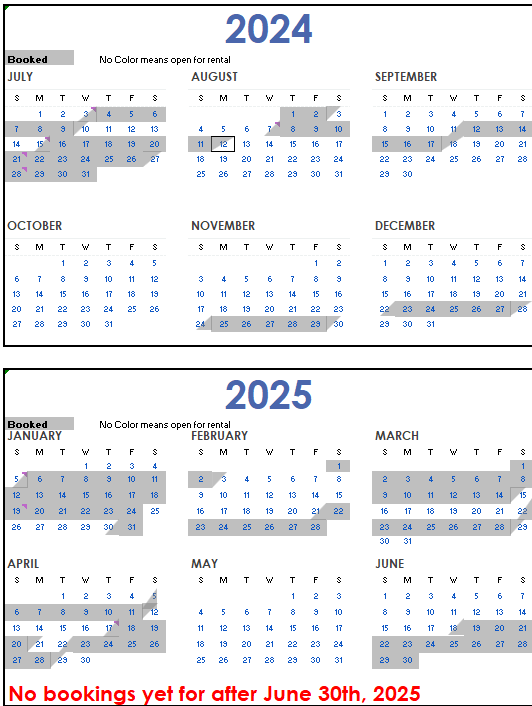 2024
Booked No Color means open for rental
JULY AUGUST SEPTEMBER
S M T W T F S S M T W T F S S M T W T F S
1 2 3 4 5 6 1 2 3 1 2 3 4 5 6 7
7 8 9 10 11 12 13 4 5 6 7 8 9 10 8 9 10 11 12 13 14
14 15 16 17 18 19 20 11 12 13 14 15 16 17 15 16 17 18 19 20 21
21 22 23 24 25 26 27 18 19 20 21 22 23 24 22 23 24 25 26 27 28
28 29 30 31 25 26 27 28 29 30 31 29 30
OCTOBER NOVEMBER DECEMBER
S M T W T F S S M T W T F S S M T W T F S
1 2 3 4 5 1 2 1 2 3 4 5 6 7
6 7 8 9 10 11 12 3 4 5 6 7 8 9 8 9 10 11 12 13 14
13 14 15 16 17 18 19 10 11 12 13 14 15 16 15 16 17 18 19 20 21
20 21 22 23 24 25 26 17 18 19 20 21 22 23 22 23 24 25 26 27 28
27 28 29 30 31 24 25 26 27 28 29 30 29 30 31
2025
Booked No Color means open for rental
JANUARY FEBRUARY MARCH
S M T W T F S S M T W T F S S M T W T F S
1 2 3 4 1 1
5 6 7 8 9 10 11 2 3 4 5 6 7 8 2 3 4 5 6 7 8
12 13 14 15 16 17 18 9 10 11 12 13 14 15 9 10 11 12 13 14 15
19 20 21 22 23 24 25 16 17 18 19 20 21 22 16 17 18 19 20 21 22
26 27 28 29 30 31 23 24 25 26 27 28 23 24 25 26 27 28 29
30 31
APRIL MAY JUNE
S M T W T F S S M T W T F S S M T W T F S
1 2 3 4 5 1 2 3 1 2 3 4 5 6 7
6 7 8 9 10 11 12 4 5 6 7 8 9 10 8 9 10 11 12 13 14
13 14 15 16 17 18 19 11 12 13 14 15 16 17 15 16 17 18 19 20 21
20 21 22 23 24 25 26 18 19 20 21 22 23 24 22 23 24 25 26 27 28
27 28 29 30 25 26 27 28 29 30 31 29 30
No bookings yet for after June 30th, 2025